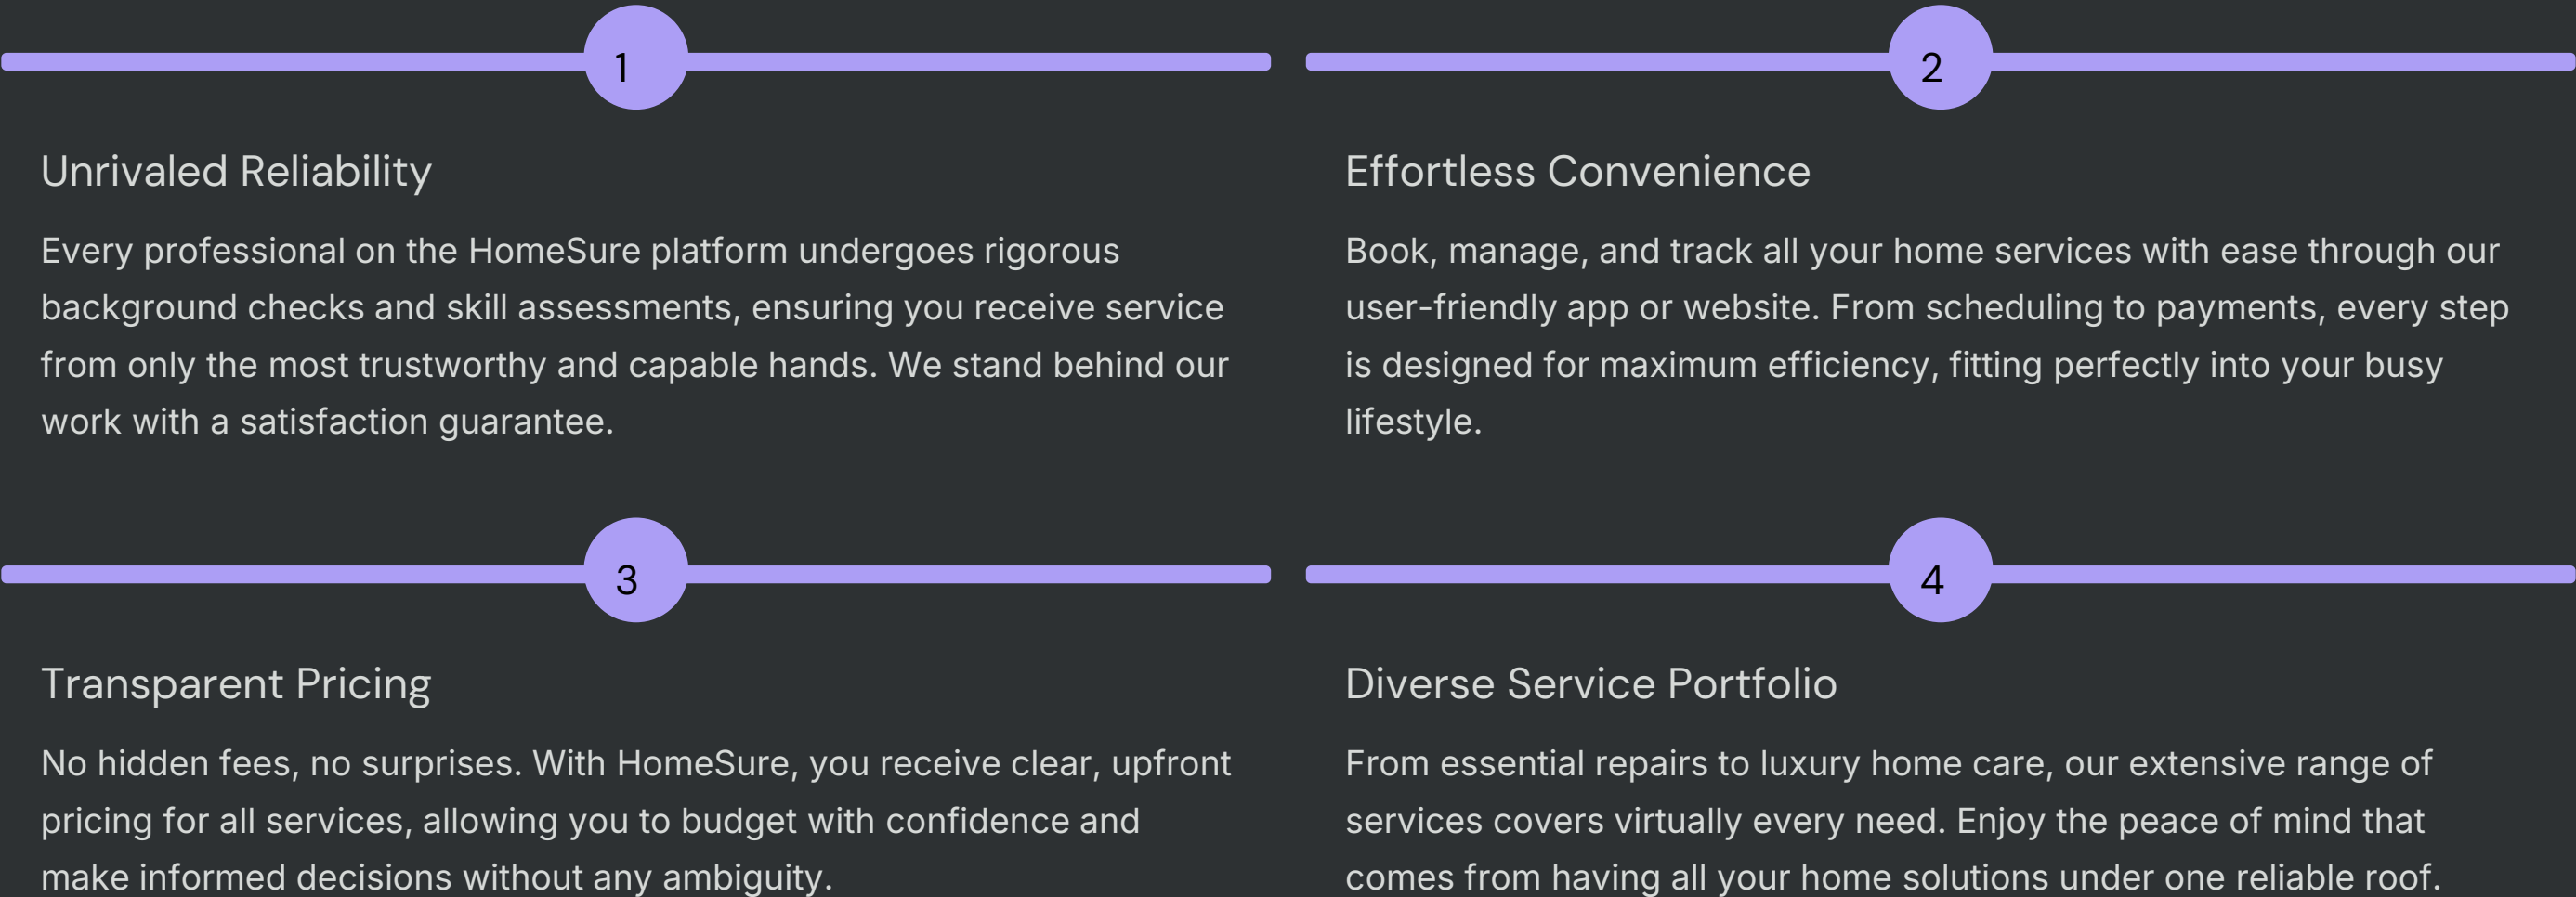 1
Unrivaled Reliability
Every professional on the HomeSure platform undergoes rigorous
background checks and skill assessments, ensuring you receive service
from only the most trustworthy and capable hands. We stand behind our
work with a satisfaction guarantee.
2
Effortless Convenience
Book, manage, and track all your home services with ease through our
user-friendly app or website. From scheduling to payments, every step
is designed for maximum efficiency, fitting perfectly into your busy
lifestyle.
3
Transparent Pricing
No hidden fees, no surprises. With HomeSure, you receive clear, upfront
pricing for all services, allowing you to budget with confidence and
make informed decisions without any ambiguity.
4
Diverse Service Portfolio
From essential repairs to luxury home care, our extensive range of
services covers virtually every need. Enjoy the peace of mind that
comes from having all your home solutions under one reliable roof.